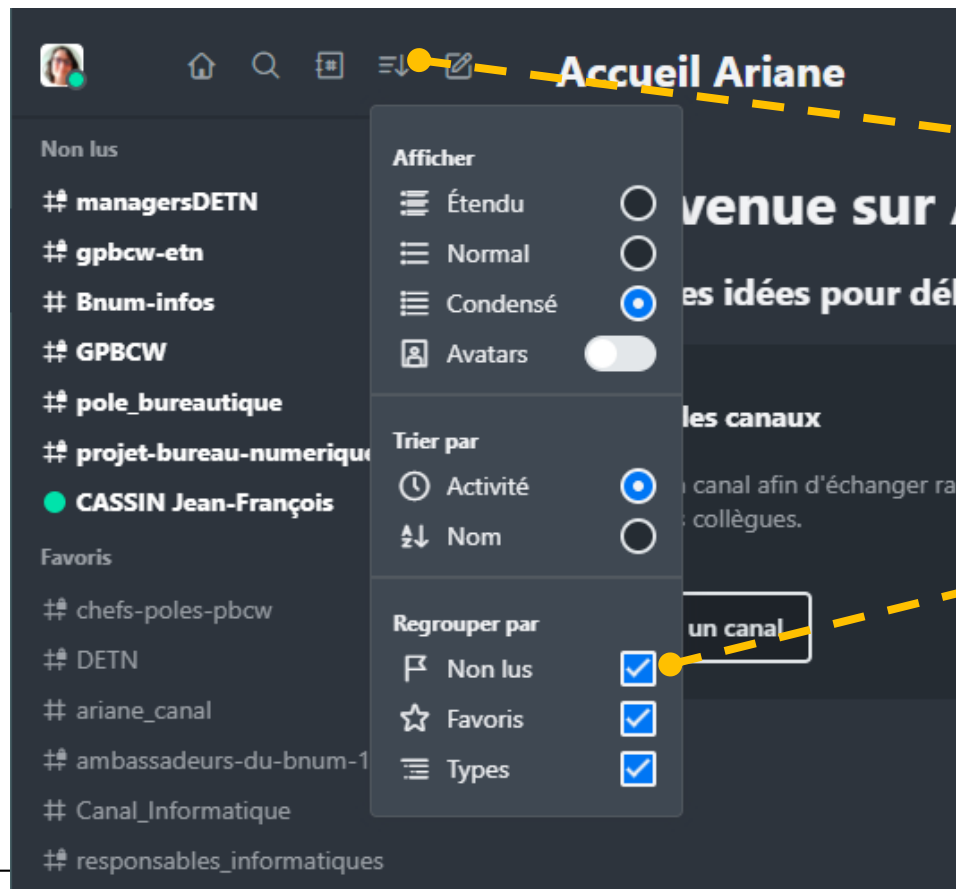 Accueil Ariane
Non lus
managersDETN
gpbcw-etn
Bnum-infos
GPBCW
pole_bureautique
projet-bureau-numerique
CASSIN Jean-François
Favoris
chefs-poles-pbcw
DETN
ariane_canal
ambassadeurs-du-bnum-1
Canal_Informatique
responsables_informatiques
Afficher
Étendu
Normal
Condensé
Avatars
Trier par
Activité
Nom
Regrouper par
Non lus
Favoris
Types
venue sur
es idées pour dé
les canaux
canal afin d'échanger ra
collègues.
un canal